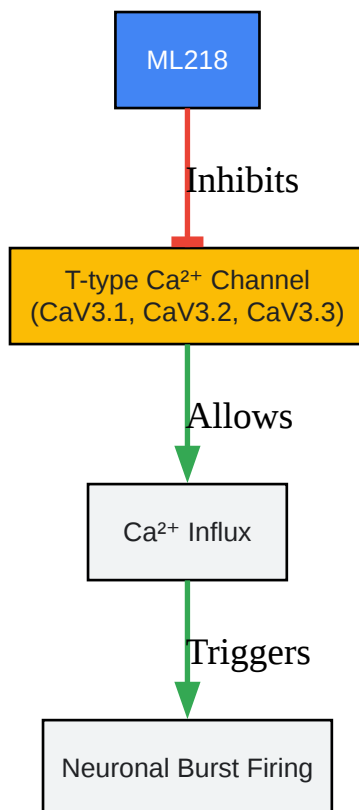 ML218
Inhibits
T-type Ca²⁺ Channel
(CaV3.1, CaV3.2, CaV3.3)
Allows
Ca²⁺ Influx
Triggers
Neuronal Burst Firing